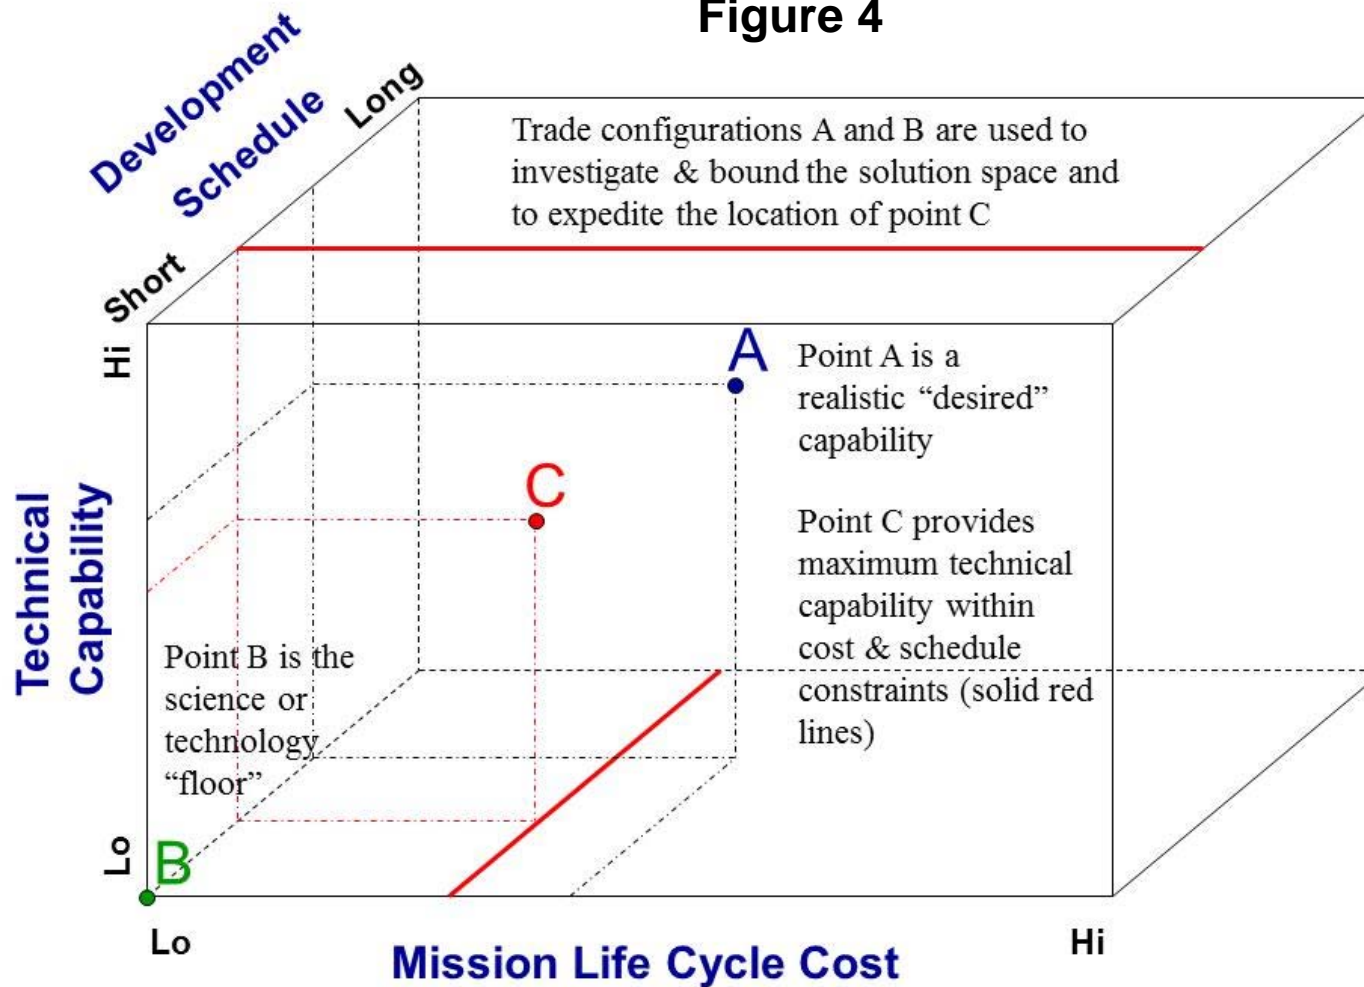 Figure 4
Development
Schedule
Long
Short
Trade configurations A and B are used to
investigate & bound the solution space and
to expedite the location of point C
Hi
A
Point A is a
realistic “desired”
capability
C
Point C provides
maximum technical
capability within
cost & schedule
constraints (solid red
lines)
Technical
Capability
Point B is the
science or
technology
“floor”
Lo
B
Lo
Hi
Mission Life Cycle Cost